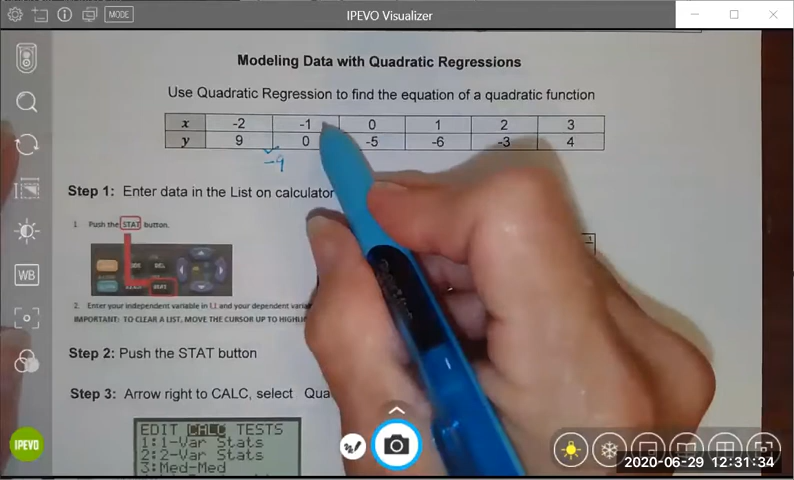 IPEVO Visualizer
MODE
Modeling Data with Quadratic Regressions
Use Quadratic Regression to find the equation of a quadratic function
x -2 -1 0 1 2 3
y 9 0 -5 -6 -3 4
-9
Step 1: Enter data in the List on calculator
1. Push the STAT button.
DEL
STAT
2. Enter your independent variable in L1 and your dependent
IMPORTANT: TO CLEAR A LIST, MOVE THE CURSOR UP TO
WB
Step 2: Push the STAT button
Step 3: Arrow right to CALC, select
EDIT CALC TESTS
1:1-Var Stats
2:2-Var Stats
3:Med-Med
IPEVO
2020-06-29 12:31:34